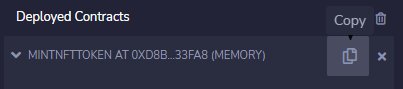 Copy
Deployed Contracts
MINTNFTTOKEN AT 0XD8B...33FA8 (MEMORY)